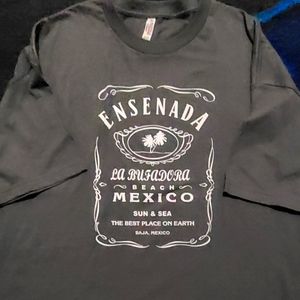 ENSENADA
LA BUFADORA
~ BEACH ~
MEXICO
SUN & SEA
THE BEST PLACE ON EARTH
BAJA, MEXICO